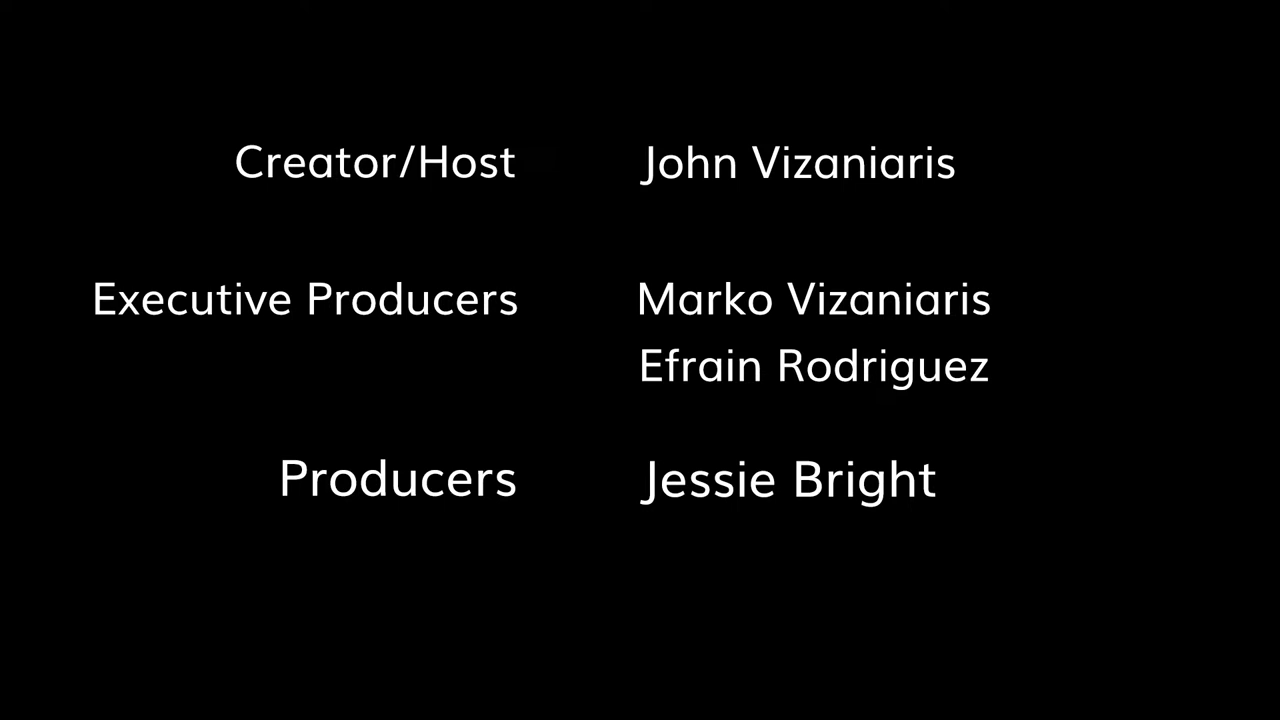 Creator/Host John Vizaniaris
Executive Producers Marko Vizaniaris
Efrain Rodriguez
Producers Jessie Bright